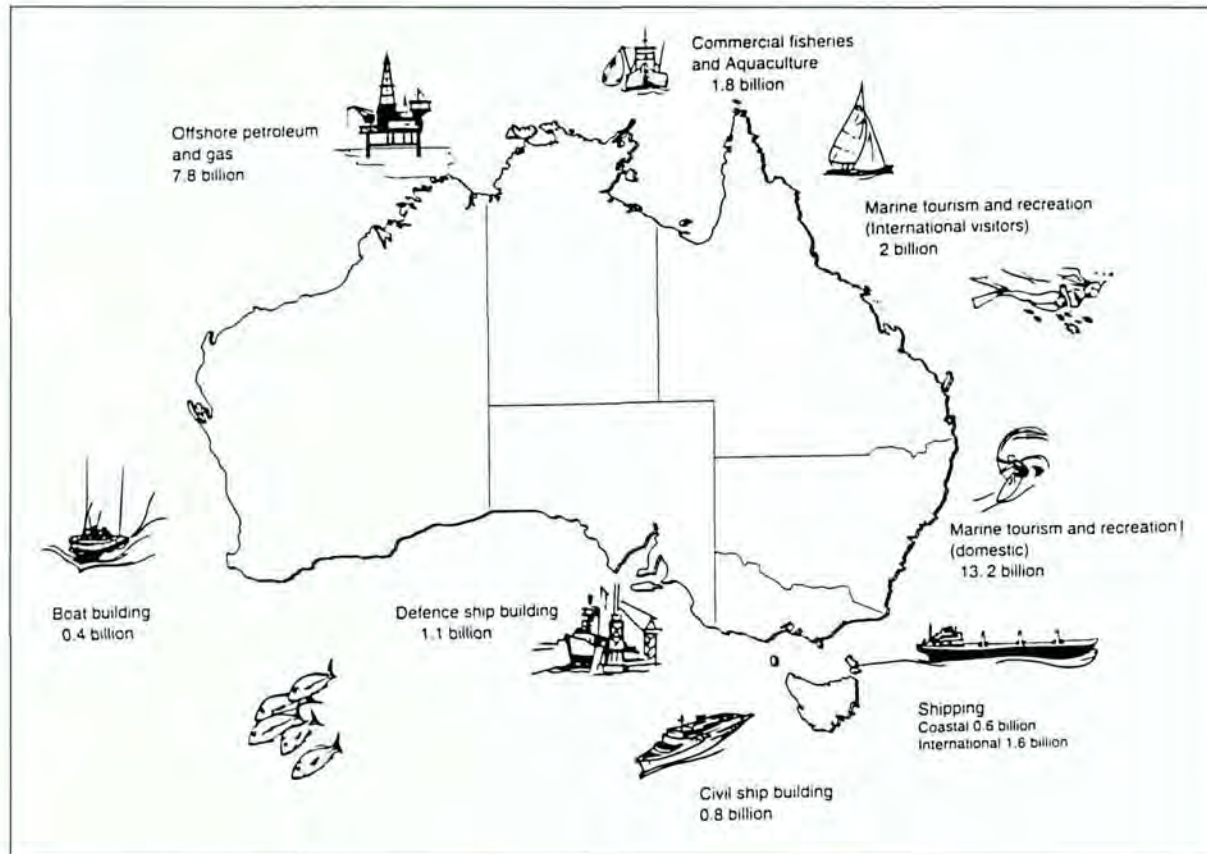 Commercial fisheries
and Aquaculture
1.8 billion
Offshore petroleum
and gas
7.8 billion
Marine tourism and recreation
(International visitors)
2 billion
Marine tourism and recreation
(domestic)
13.2 billion
Boat building
0.4 billion
Defence ship building
1.1 billion
Shipping
Coastal 0.6 billion
International 1.6 billion
Civil ship building
0.8 billion